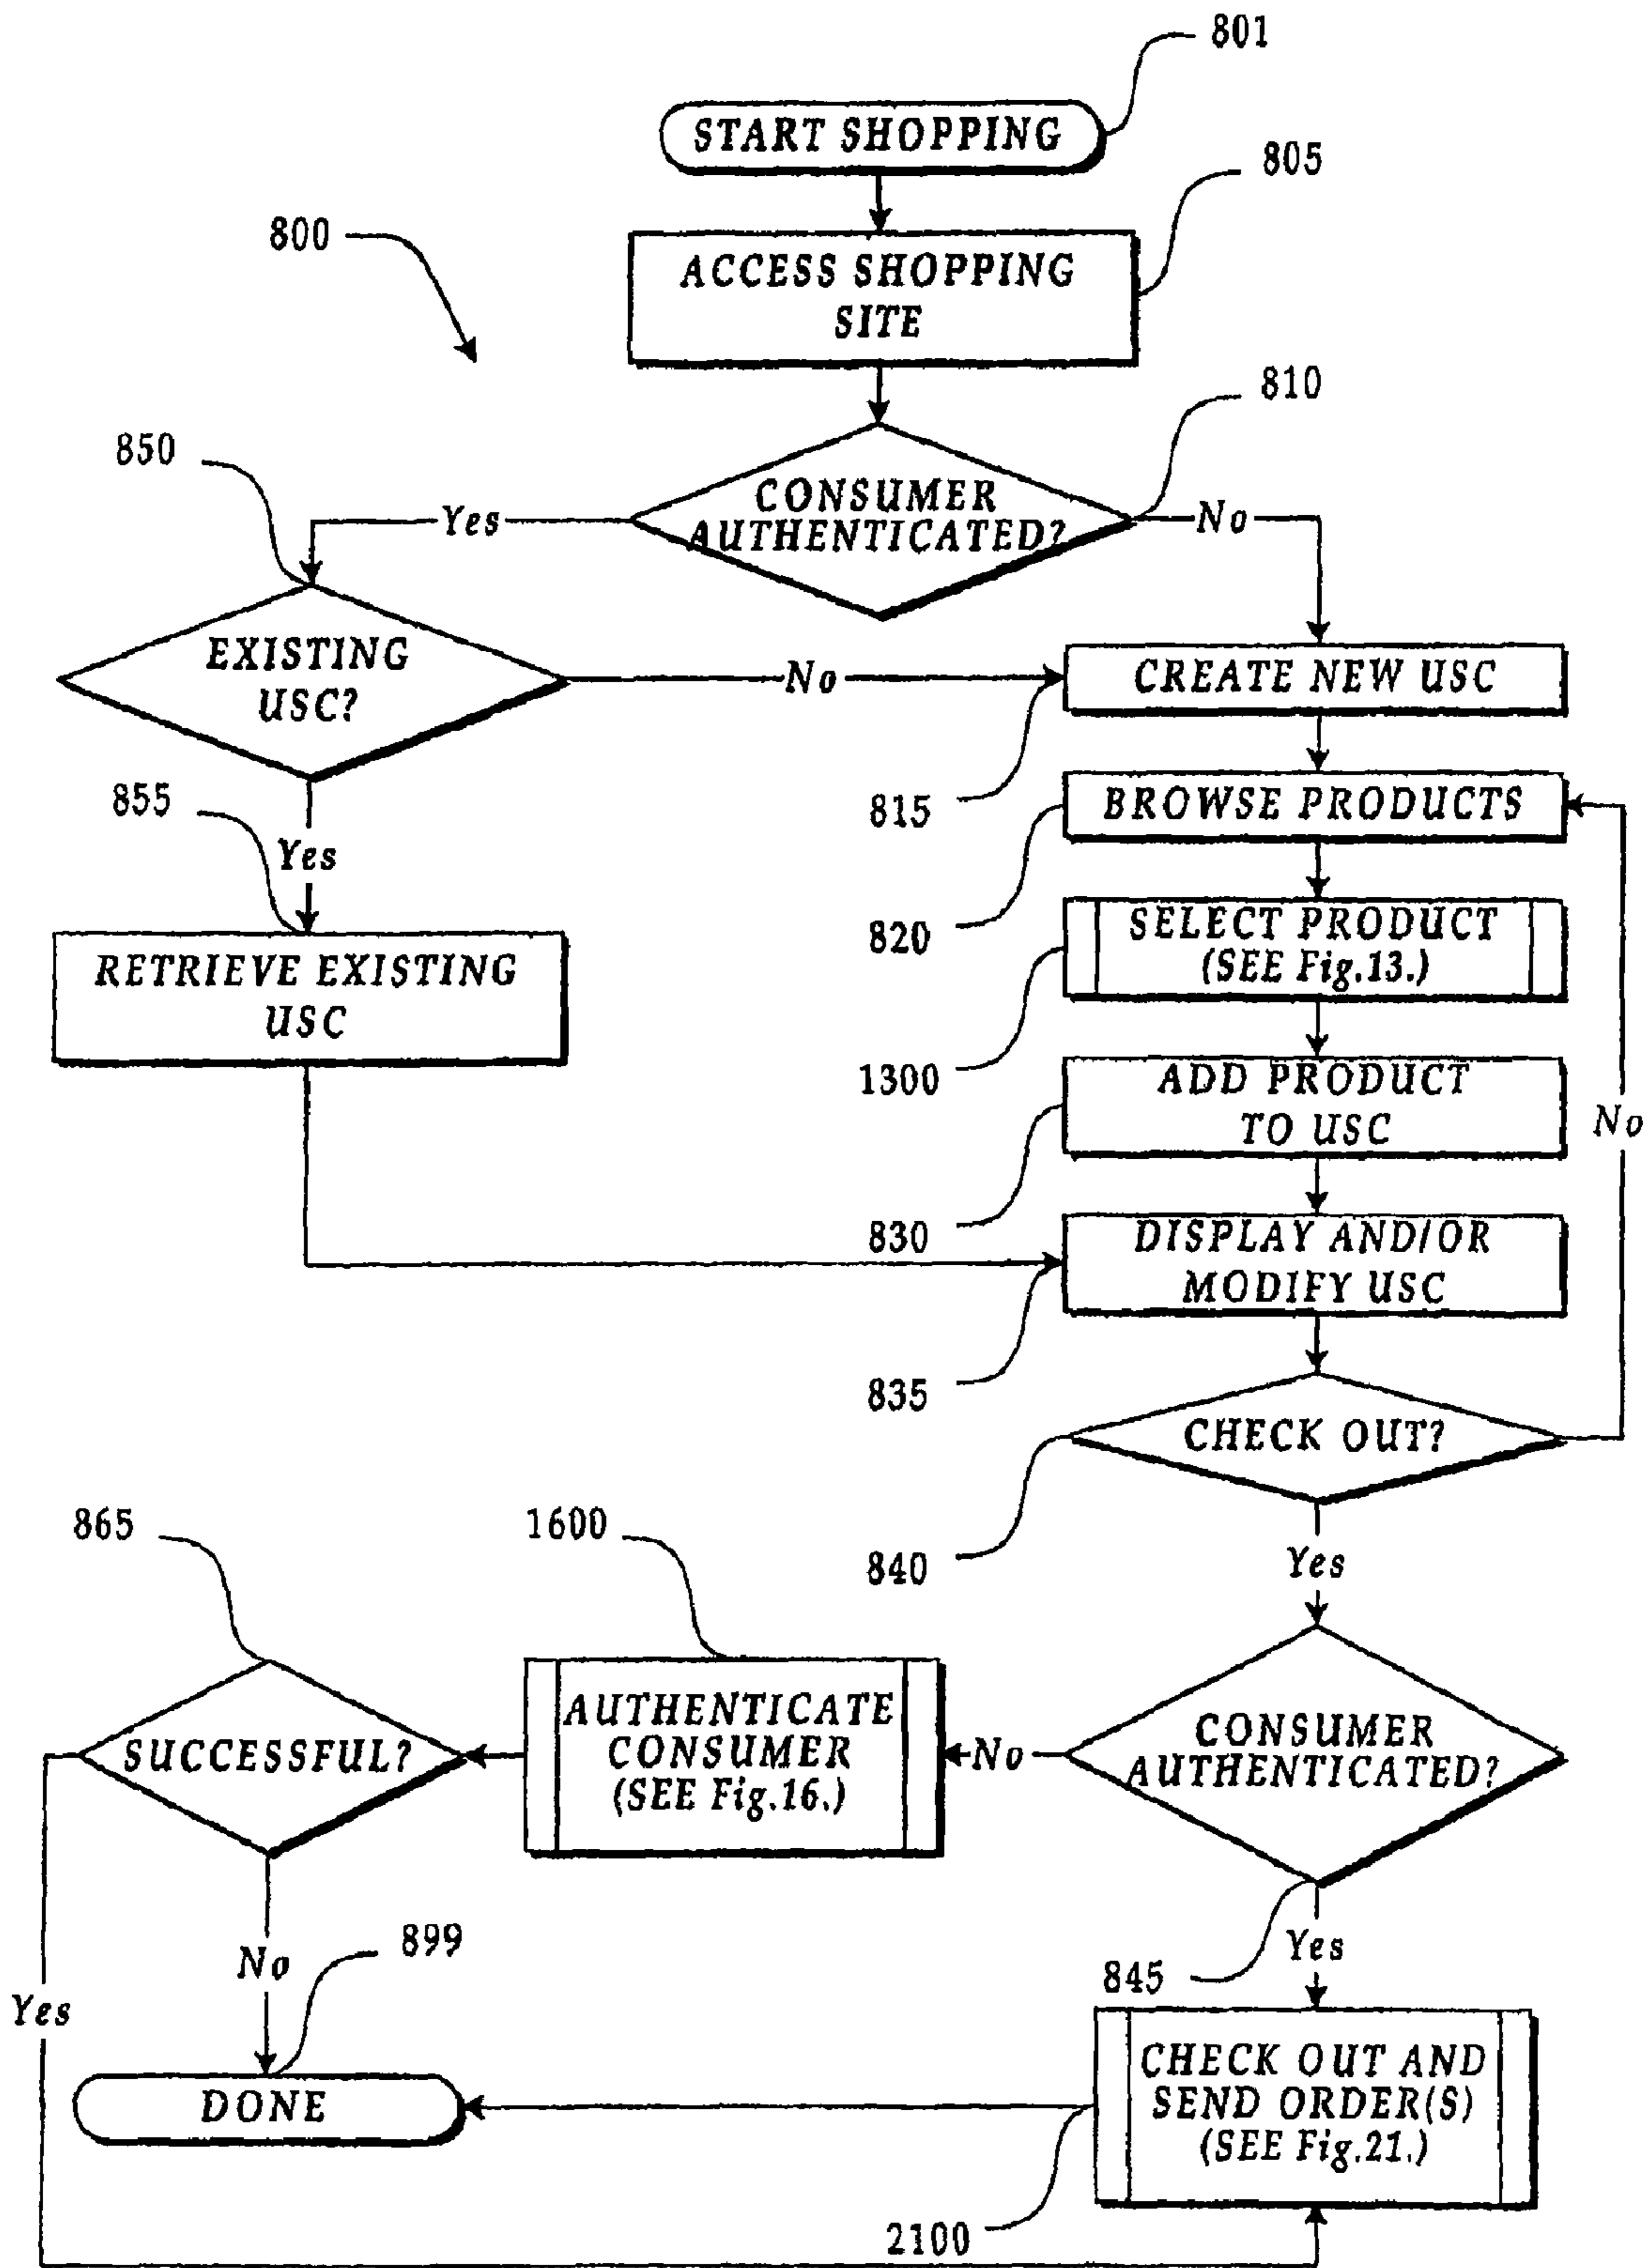 801
START SHOPPING
805
800
ACCESS SHOPPING
SITE
810
850
CONSUMER
AUTHENTICATED?
Yes
No
EXISTING
USC?
No
CREATE NEW USC
855
815
BROWSE PRODUCTS
Yes
820
SELECT PRODUCT
(SEE Fig.13.)
RETRIEVE EXISTING
USC
1300
ADD PRODUCT
TO USC
No
830
DISPLAY AND/OR
MODIFY USC
835
CHECK OUT?
865
1600
840
Yes
AUTHENTICATE
CONSUMER
(SEE Fig.16.)
SUCCESSFUL?
No
CONSUMER
AUTHENTICATED?
899
No
Yes
845
Yes
CHECK OUT AND
SEND ORDER(S)
(SEE Fig.21.)
DONE
2100